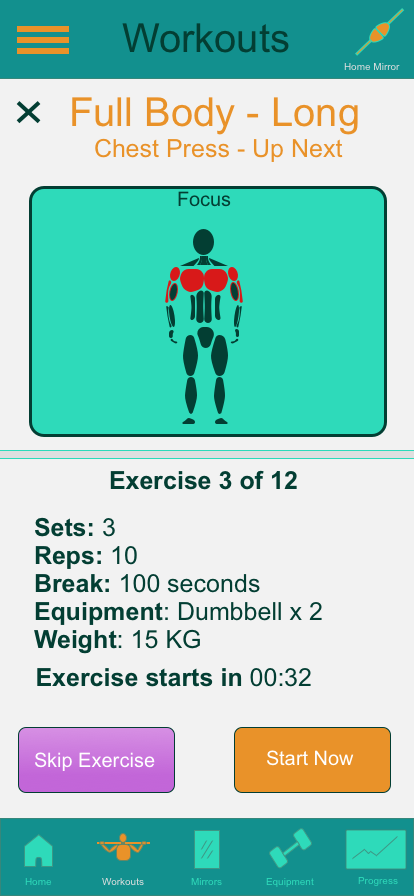 Workouts
Home Mirror
Full Body - Long
Chest Press - Up Next
Focus
Exercise 3 of 12
Sets: 3
Reps: 10
Break: 100 seconds
Equipment: Dumbbell x 2
Weight: 15 KG
Exercise starts in 00:32
Skip Exercise
Start Now
Home
Workouts
Mirrors
Equipment
Progress